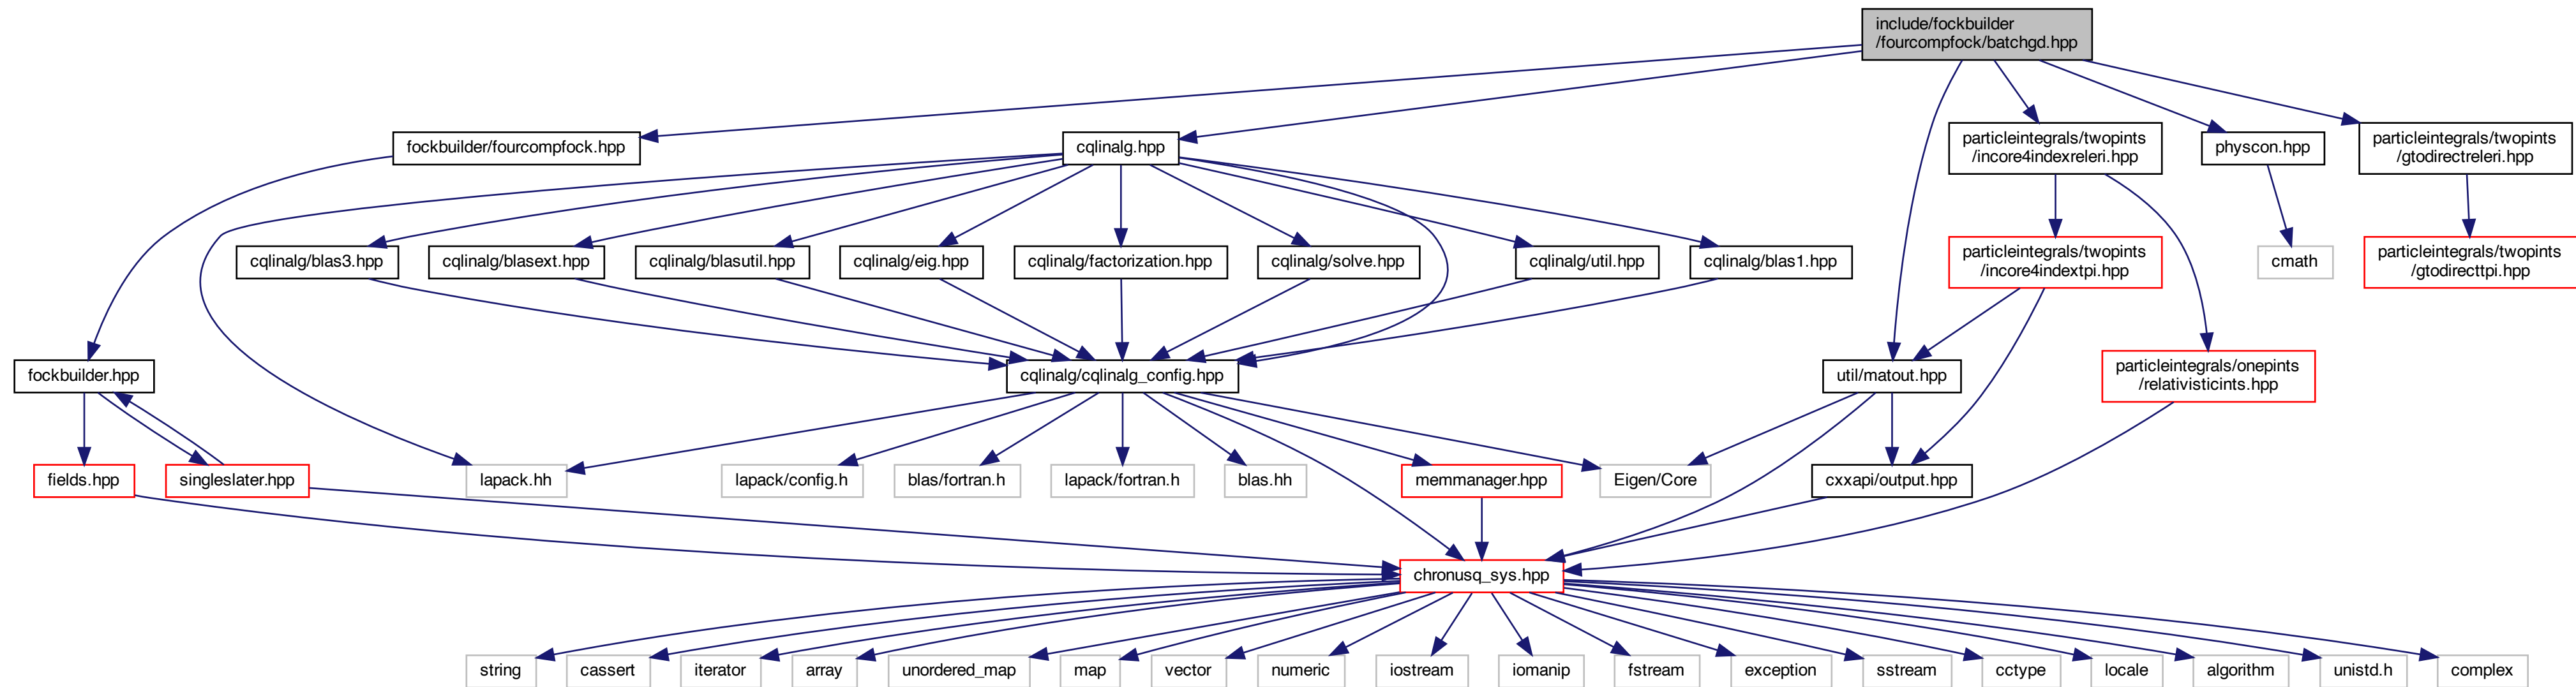 include/fockbuilder
/fourcompfock/batchgd.hpp
fockbuilder/fourcompfock.hpp
cqlinalg.hpp
particleintegrals/twopints
/incore4indexreleri.hpp
physcon.hpp
particleintegrals/twopints
/gtodirectreleri.hpp
cqlinalg/blas3.hpp
cqlinalg/blasext.hpp
cqlinalg/blasutil.hpp
cqlinalg/eig.hpp
cqlinalg/factorization.hpp
cqlinalg/solve.hpp
cqlinalg/util.hpp
cqlinalg/blas1.hpp
particleintegrals/twopints
/incore4indextpi.hpp
cmath
particleintegrals/twopints
/gtodirecttpi.hpp
fockbuilder.hpp
cqlinalg/cqlinalg_config.hpp
util/matout.hpp
particleintegrals/onepints
/relativisticints.hpp
fields.hpp
singleslater.hpp
lapack.hh
lapack/config.h
blas/fortran.h
lapack/fortran.h
blas.hh
memmanager.hpp
Eigen/Core
cxxapi/output.hpp
chronusq_sys.hpp
string
cassert
iterator
array
unordered_map
map
vector
numeric
iostream
iomanip
fstream
exception
sstream
cctype
locale
algorithm
unistd.h
complex